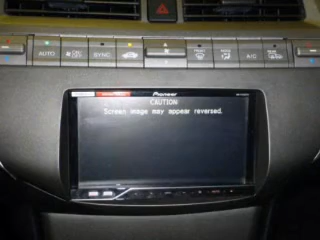 AUTO
SYNC
A/C
Pioneer
CAUTION
Screen image may appear reversed.